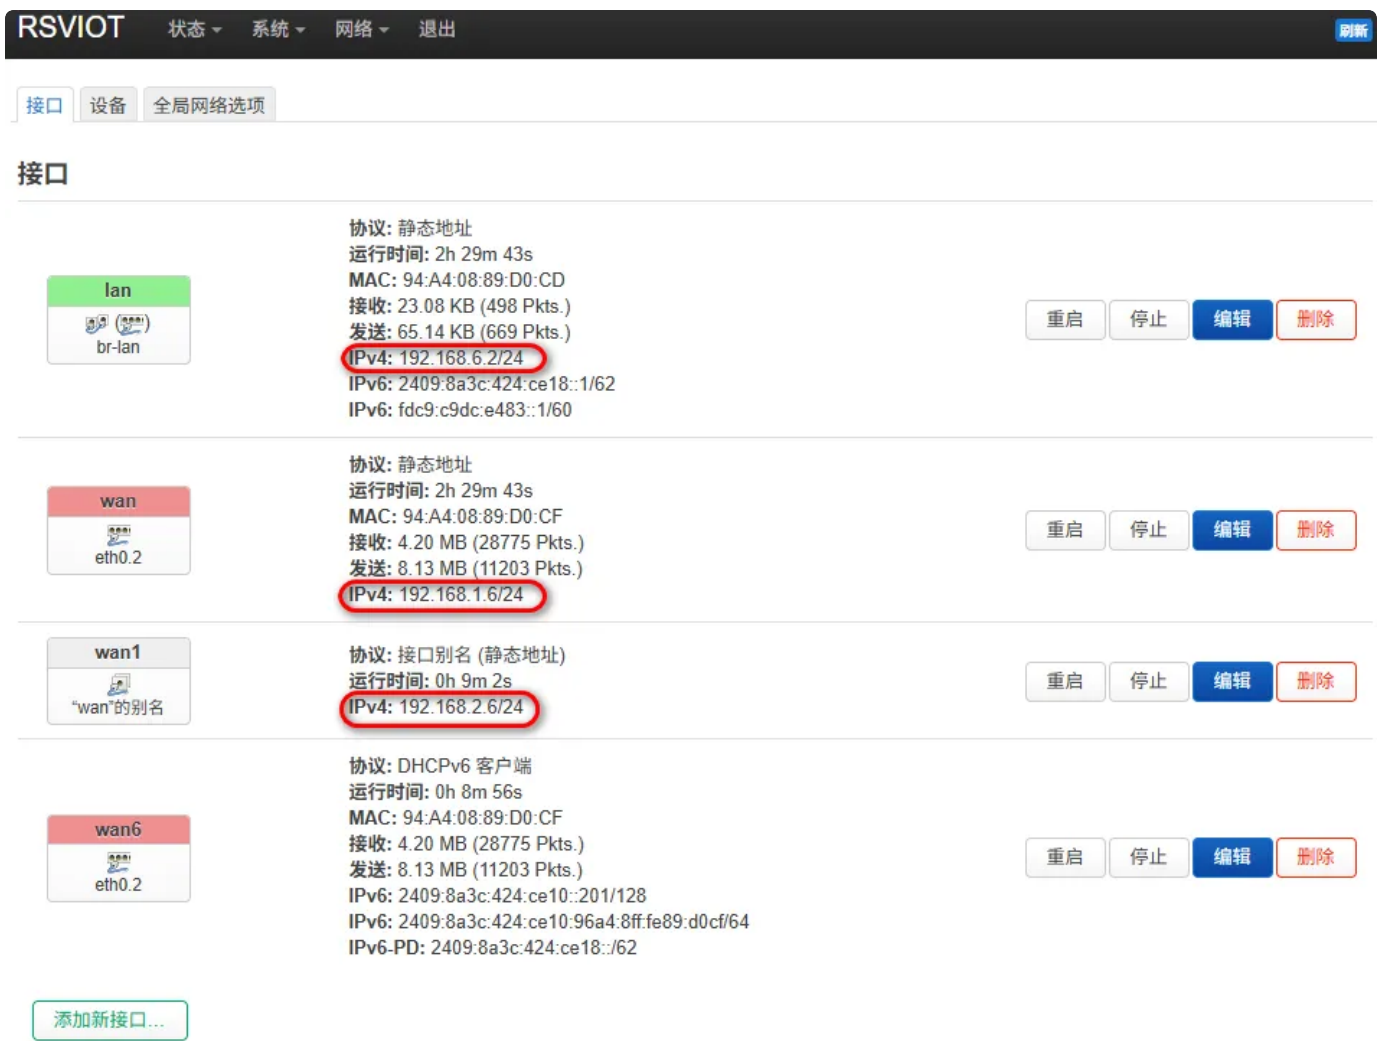 RSVIOT 状态 系统 网络 退出 刷新
接口 设备 全局网络选项
接口
lan
br-lan
协议: 静态地址
运行时间: 2h 29m 43s
MAC: 94:A4:08:89:D0:CD
接收: 23.08 KB (498 Pkts.)
发送: 65.14 KB (669 Pkts.)
IPv4: 192.168.6.2/24
IPv6: 2409:8a3c:424:ce18::1/62
IPv6: fdc9:c9dc:e483::1/60
重启 停止 编辑 删除
wan
eth0.2
协议: 静态地址
运行时间: 2h 29m 43s
MAC: 94:A4:08:89:D0:CF
接收: 4.20 MB (28775 Pkts.)
发送: 8.13 MB (11203 Pkts.)
IPv4: 192.168.1.6/24
重启 停止 编辑 删除
wan1
“wan”的别名
协议: 接口别名 (静态地址)
运行时间: 0h 9m 2s
IPv4: 192.168.2.6/24
重启 停止 编辑 删除
wan6
eth0.2
协议: DHCPv6 客户端
运行时间: 0h 8m 56s
MAC: 94:A4:08:89:D0:CF
接收: 4.20 MB (28775 Pkts.)
发送: 8.13 MB (11203 Pkts.)
IPv6: 2409:8a3c:424:ce10::201/128
IPv6: 2409:8a3c:424:ce10:96a4:8ff:fe89:d0cf/64
IPv6-PD: 2409:8a3c:424:ce18::/62
重启 停止 编辑 删除
添加新接口...